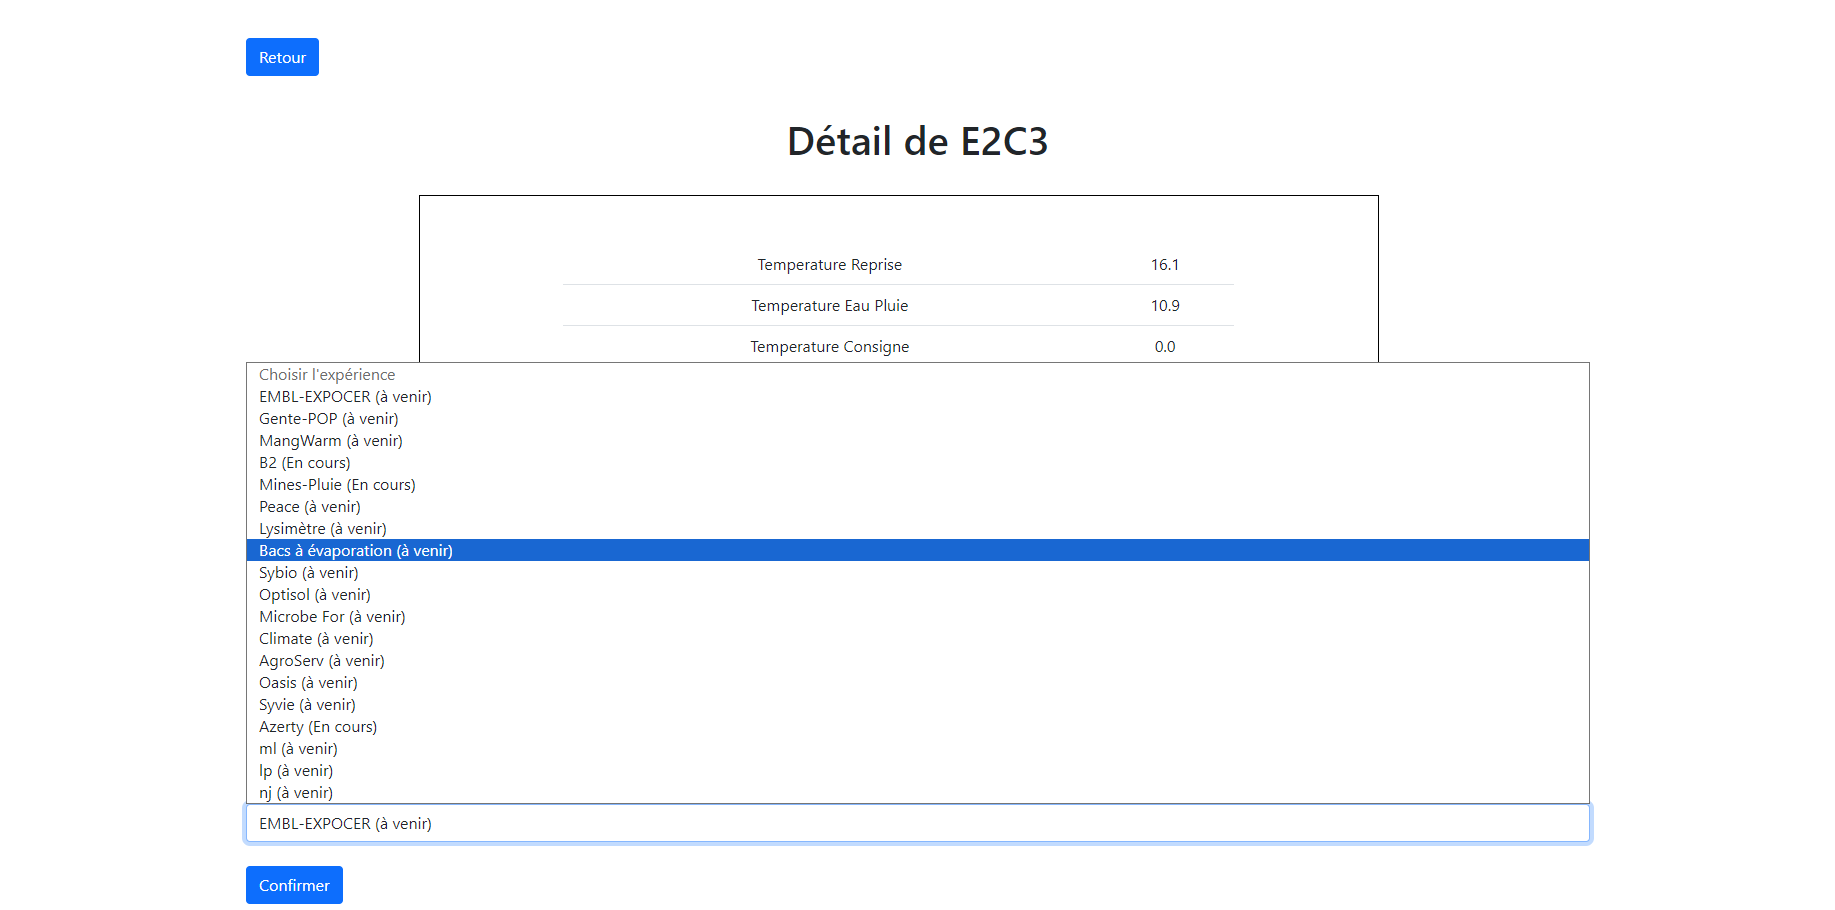 Retour
Détail de E2C3
Temperature Reprise 16.1
Temperature Eau Pluie 10.9
Temperature Consigne 0.0
Choisir l'expérience
EMBL-EXPOCER (à venir)
Gente-POP (à venir)
MangWarm (à venir)
B2 (En cours)
Mines-Pluie (En cours)
Peace (à venir)
Lysimètre (à venir)
Bacs à évaporation (à venir)
Sybio (à venir)
Optisol (à venir)
Microbe For (à venir)
Climate (à venir)
AgroServ (à venir)
Oasis (à venir)
Syvie (à venir)
Azerty (En cours)
ml (à venir)
lp (à venir)
nj (à venir)
EMBL-EXPOCER (à venir)
Confirmer